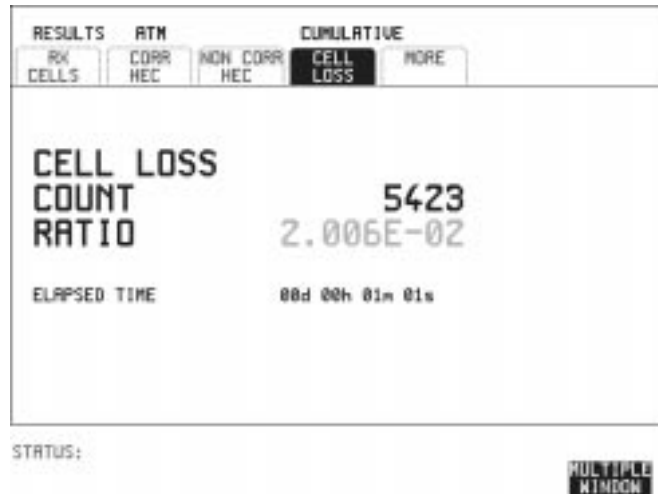 RESULTS ATM CUMULATIVE
RX CELLS
CORR HEC
NON CORR HEC
CELL LOSS
MORE
CELL LOSS
COUNT 5423
RATIO 2.006E-02
ELAPSED TIME 00d 00h 01m 01s
STATUS:
MULTIPLE
WINDOW